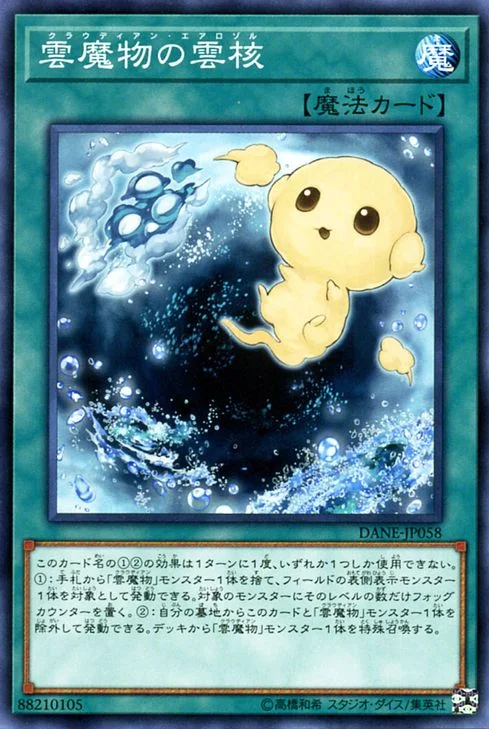 クラウディアン・エアロゾル
雲魔物の雲核
魔
【魔法カード】
DANE-JP058
このカード名の①②の効果は1ターンに1度、いずれか1つしか使用できない。
①：手札から「雲魔物」モンスター1体を捨て、フィールドの表側表示モンスター
1体を対象として発動できる。対象のモンスターにそのレベルの数だけフォッグ
カウンターを置く。②：自分の墓地からこのカードと「雲魔物」モンスター1体を
除外して発動できる。デッキから「雲魔物」モンスター1体を特殊召喚する。
88210105
©高橋和希 スタジオ・ダイス/集英社